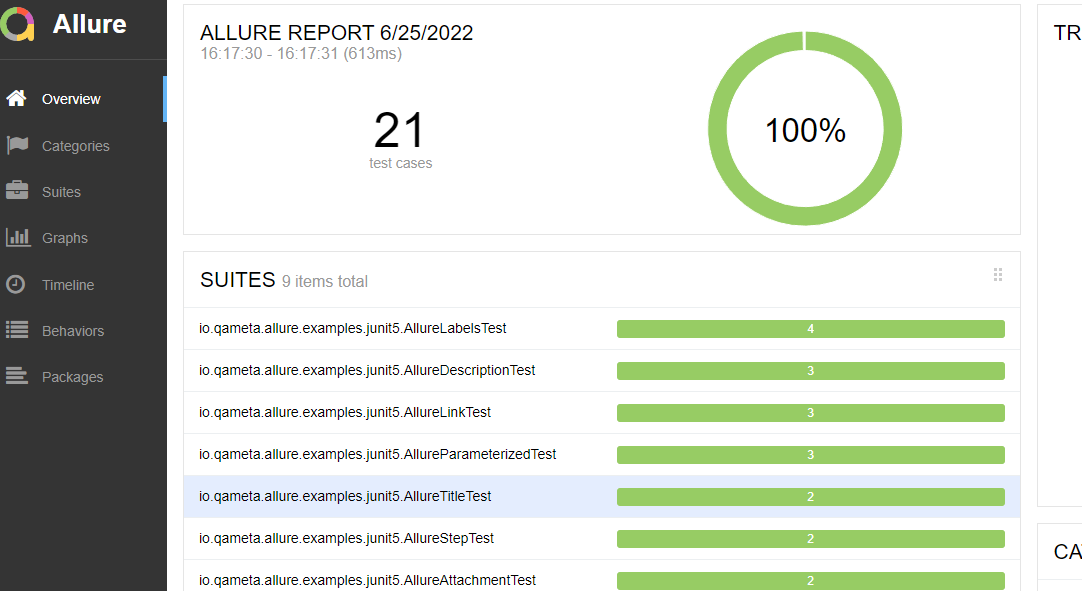 Allure
Overview
Categories
Suites
Graphs
Timeline
Behaviors
Packages
ALLURE REPORT 6/25/2022
16:17:30 - 16:17:31 (613ms)
21
test cases
100%
SUITES 9 items total
io.qameta.allure.examples.junit5.AllureLabelsTest 4
io.qameta.allure.examples.junit5.AllureDescriptionTest 3
io.qameta.allure.examples.junit5.AllureLinkTest 3
io.qameta.allure.examples.junit5.AllureParameterizedTest 3
io.qameta.allure.examples.junit5.AllureTitleTest 2
io.qameta.allure.examples.junit5.AllureStepTest 2
io.qameta.allure.examples.junit5.AllureAttachmentTest 2
TR
CA